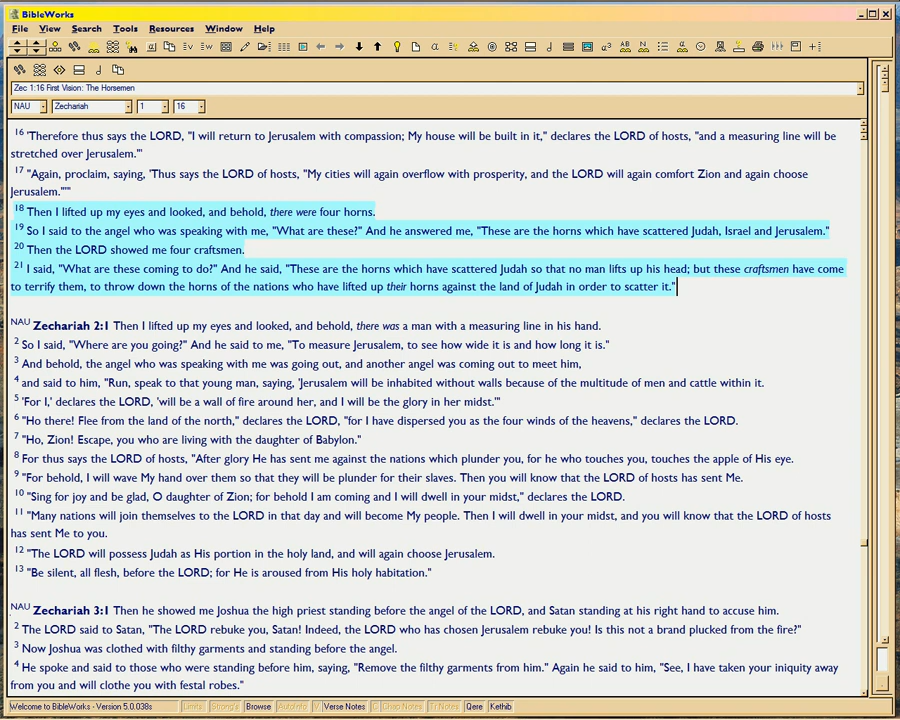 BibleWorks
File View Search Tools Resources Window Help
Zec 1:16 First Vision: The Horsemen
NAU Zechariah 1 16
16 'Therefore thus says the LORD, "I will return to Jerusalem with compassion; My house will be built in it," declares the LORD of hosts, "and a measuring line will be
stretched over Jerusalem."'
17 "Again, proclaim, saying, 'Thus says the LORD of hosts, "My cities will again overflow with prosperity, and the LORD will again comfort Zion and again choose
Jerusalem."'"
18 Then I lifted up my eyes and looked, and behold, there were four horns.
19 So I said to the angel who was speaking with me, "What are these?" And he answered me, "These are the horns which have scattered Judah, Israel and Jerusalem."
20 Then the LORD showed me four craftsmen.
21 I said, "What are these coming to do?" And he said, "These are the horns which have scattered Judah so that no man lifts up his head; but these craftsmen have come
to terrify them, to throw down the horns of the nations who have lifted up their horns against the land of Judah in order to scatter it."
NAU Zechariah 2:1 Then I lifted up my eyes and looked, and behold, there was a man with a measuring line in his hand.
2 So I said, "Where are you going?" And he said to me, "To measure Jerusalem, to see how wide it is and how long it is."
3 And behold, the angel who was speaking with me was going out, and another angel was coming out to meet him,
4 and said to him, "Run, speak to that young man, saying, 'Jerusalem will be inhabited without walls because of the multitude of men and cattle within it.
5 'For I,' declares the LORD, 'will be a wall of fire around her, and I will be the glory in her midst.'"
6 "Ho there! Flee from the land of the north," declares the LORD, "for I have dispersed you as the four winds of the heavens," declares the LORD.
7 "Ho, Zion! Escape, you who are living with the daughter of Babylon."
8 For thus says the LORD of hosts, "After glory He has sent me against the nations which plunder you, for he who touches you, touches the apple of His eye.
9 "For behold, I will wave My hand over them so that they will be plunder for their slaves. Then you will know that the LORD of hosts has sent Me.
10 "Sing for joy and be glad, O daughter of Zion; for behold I am coming and I will dwell in your midst," declares the LORD.
11 "Many nations will join themselves to the LORD in that day and will become My people. Then I will dwell in your midst, and you will know that the LORD of hosts
has sent Me to you.
12 "The LORD will possess Judah as His portion in the holy land, and will again choose Jerusalem.
13 "Be silent, all flesh, before the LORD; for He is aroused from His holy habitation."
NAU Zechariah 3:1 Then he showed me Joshua the high priest standing before the angel of the LORD, and Satan standing at his right hand to accuse him.
2 The LORD said to Satan, "The LORD rebuke you, Satan! Indeed, the LORD who has chosen Jerusalem rebuke you! Is this not a brand plucked from the fire?"
3 Now Joshua was clothed with filthy garments and standing before the angel.
4 He spoke and said to those who were standing before him, saying, "Remove the filthy garments from him." Again he said to him, "See, I have taken your iniquity away
from you and will clothe you with festal robes."
Welcome to BibleWorks - Version 5.0.038s Limits Strong's Browse AutoInfo V Verse Notes C Chap Notes Tr Notes Qere Kethib